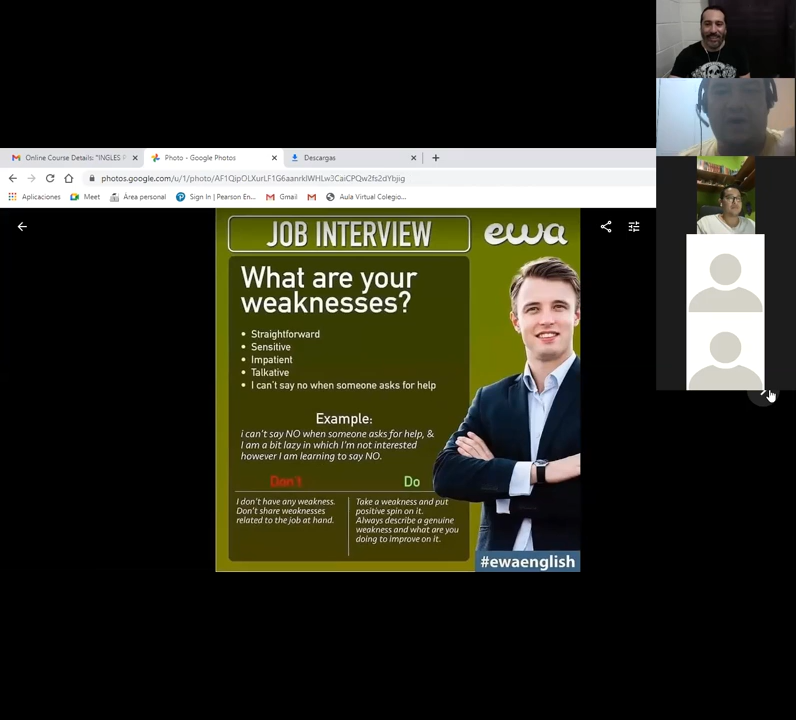 Online Course Details: "INGLES P
Photo - Google Photos
Descargas
photos.google.com/u/1/photo/AF1QipOLXurLF1G6aanrkIWHLw3CaiCPQw2fs2dYbjig
Aplicaciones
Meet
Área personal
Sign In | Pearson En...
Gmail
Aula Virtual Colegio...
JOB INTERVIEW
ewa
What are your
weaknesses?
• Straightforward
• Sensitive
• Impatient
• Talkative
• I can't say no when someone asks for help
Example:
i can't say NO when someone asks for help, &
I am a bit lazy in which I'm not interested
however I am learning to say NO.
Don't
Do
I don't have any weakness.
Don't share weaknesses
related to the job at hand.
Take a weakness and put
positive spin on it.
Always describe a genuine
weakness and what are you
doing to improve on it.
#ewaenglish